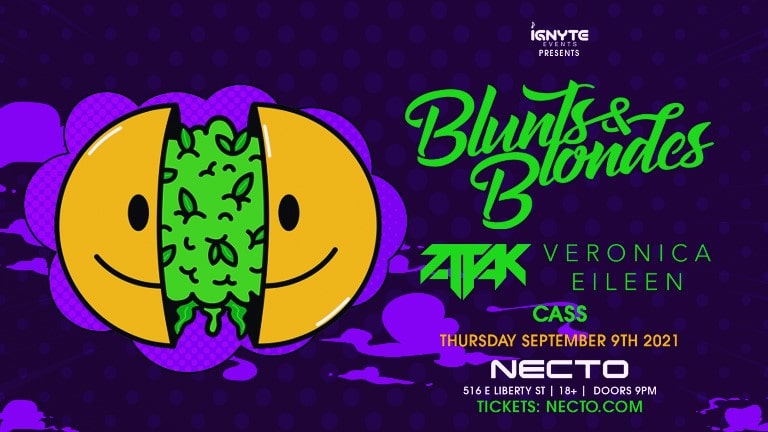 IGNYTE
EVENTS
PRESENTS
Blunts &
Blondes
ATAK
VERONICA
EILEEN
CASS
THURSDAY SEPTEMBER 9TH 2021
NECTO
516 E LIBERTY ST | 18+ | DOORS 9PM
TICKETS: NECTO.COM